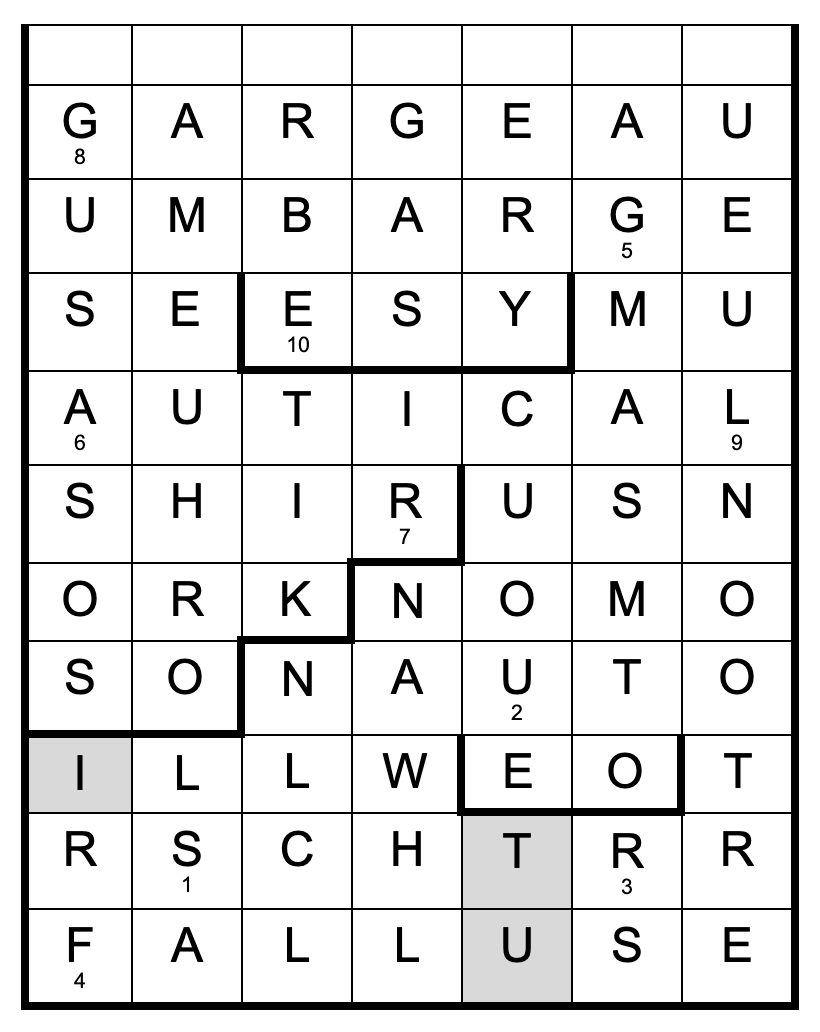 G A R G E A U
8
U M B A R G E
5
S E E S Y M U
10
A U T I C A L
6 9
S H I R U S N
7
O R K N O M O
S O N A U T O
2
I L L W E O T
R S C H T R R
1 3
F A L L U S E
4